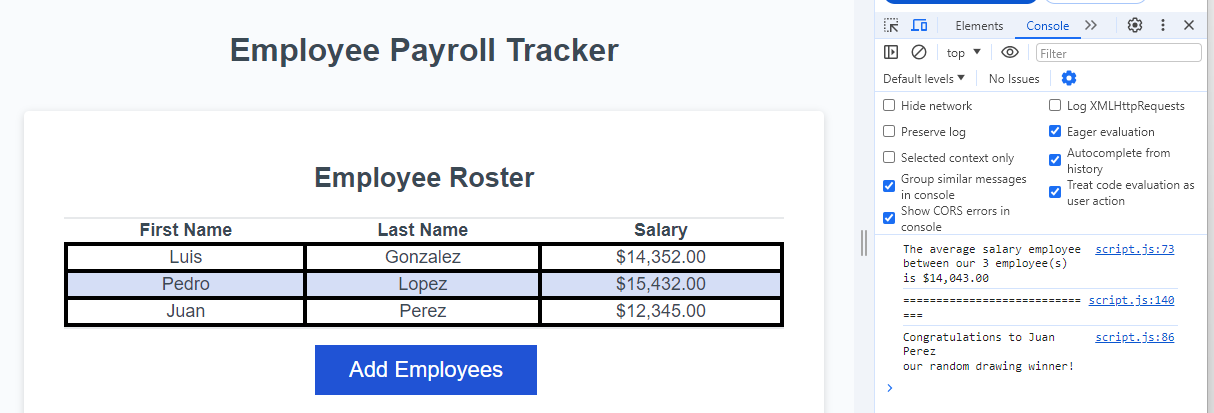 Employee Payroll Tracker
Employee Roster
First Name Last Name Salary
Luis Gonzalez $14,352.00
Pedro Lopez $15,432.00
Juan Perez $12,345.00
Add Employees
Elements Console
top Filter
Default levels No Issues
Hide network Log XMLHttpRequests
Preserve log Eager evaluation
Selected context only Autocomplete from
history
Group similar messages Treat code evaluation as
in console user action
Show CORS errors in
console
The average salary employee script.js:73
between our 3 employee(s)
is $14,043.00
=========================== script.js:140
===
Congratulations to Juan script.js:86
Perez
our random drawing winner!